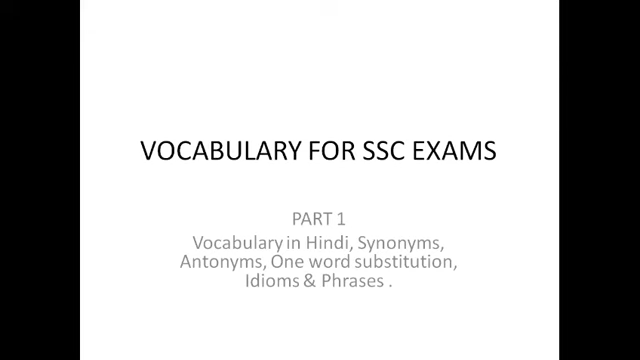 VOCABULARY FOR SSC EXAMS
PART 1
Vocabulary in Hindi, Synonyms,
Antonyms, One word substitution,
Idioms & Phrases .